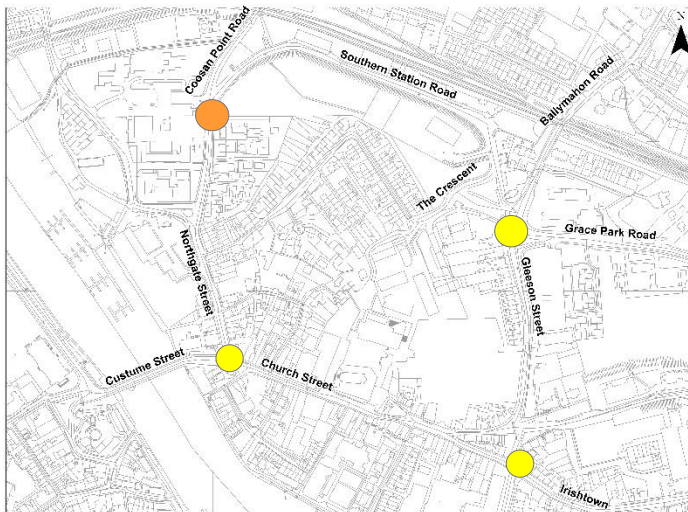 N
Coosan Point Road
Southern Station Road
Ballymahon Road
The Crescent
Grace Park Road
Northgate Street
Gleeson Street
Custume Street
Church Street
Irishtown